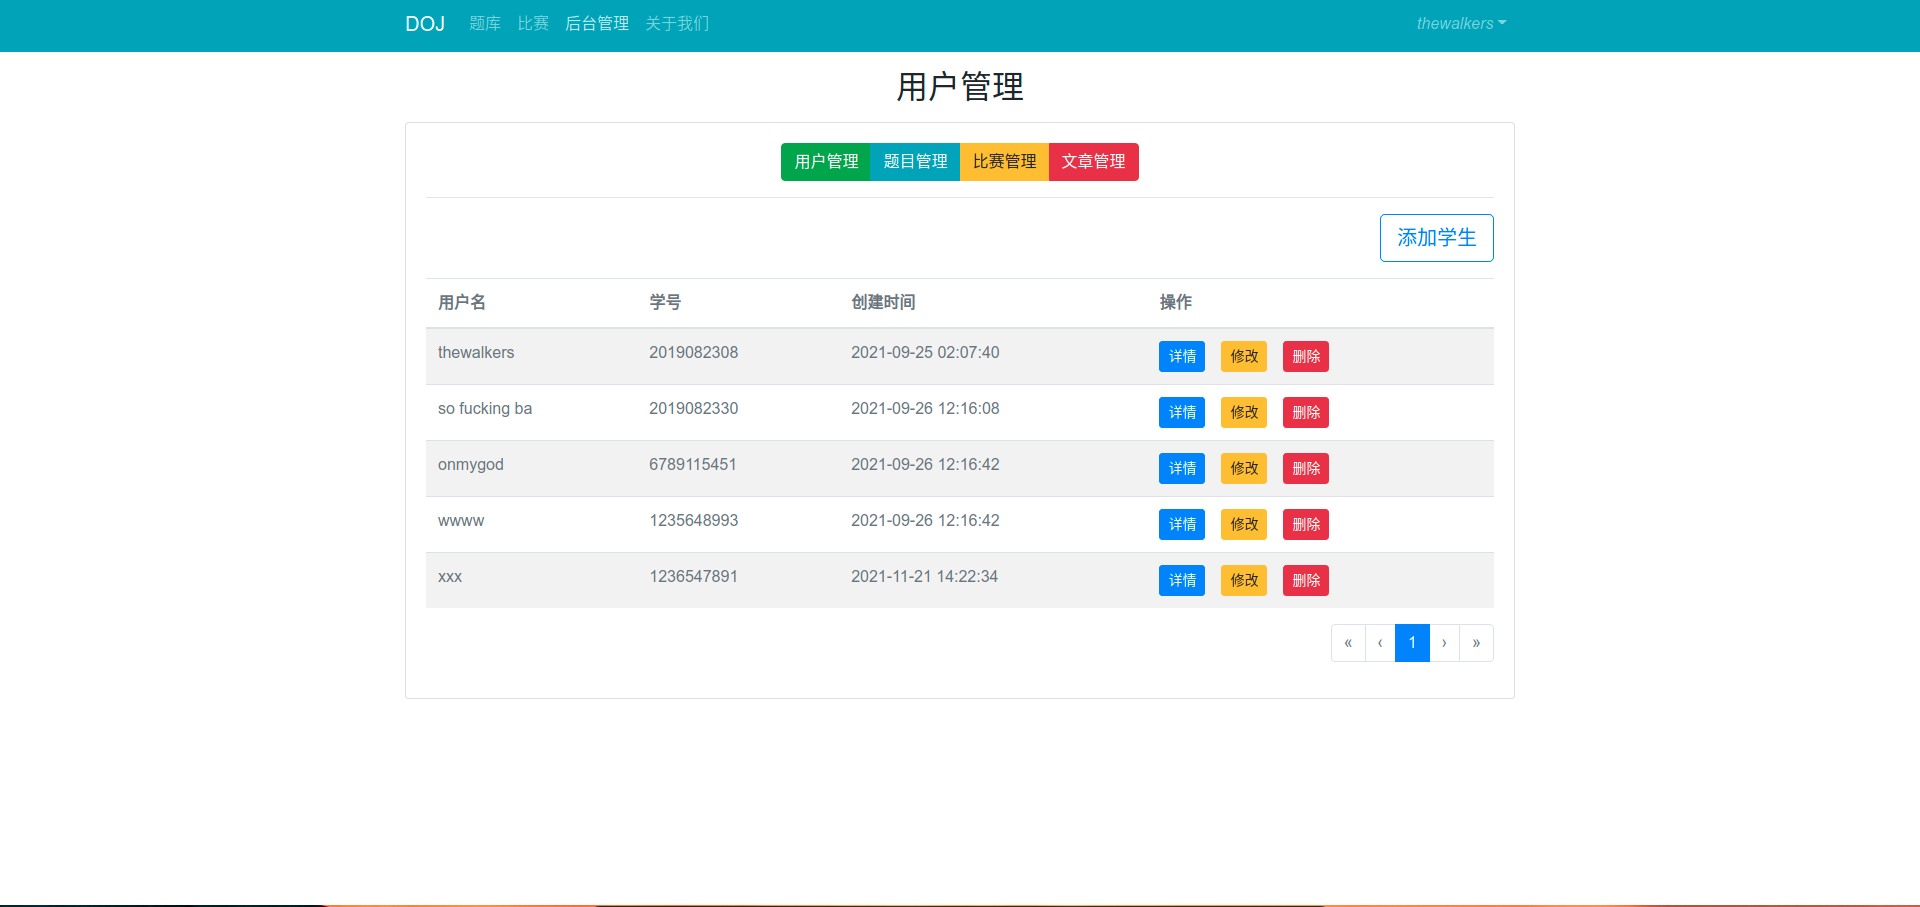 DOJ 题库 比赛 后台管理 关于我们 thewalkers
用户管理
用户管理 题目管理 比赛管理 文章管理
添加学生
用户名 学号 创建时间 操作
thewalkers 2019082308 2021-09-25 02:07:40 详情 修改 删除
so fucking ba 2019082330 2021-09-26 12:16:08 详情 修改 删除
onmygod 6789115451 2021-09-26 12:16:42 详情 修改 删除
wwww 1235648993 2021-09-26 12:16:42 详情 修改 删除
xxx 1236547891 2021-11-21 14:22:34 详情 修改 删除
« ‹ 1 › »